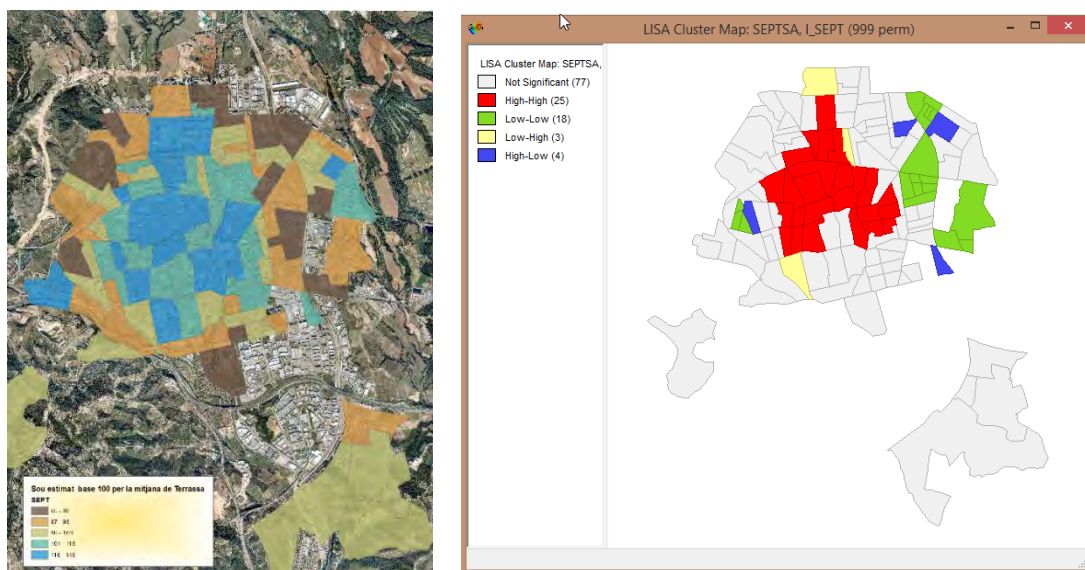 Sou estimat base 100 per la mitjana de Terrassa
SEPT
LISA Cluster Map: SEPTSA, I_SEPT (999 perm)
LISA Cluster Map: SEPTSA,
Not Significant (77)
High-High (25)
Low-Low (18)
Low-High (3)
High-Low (4)